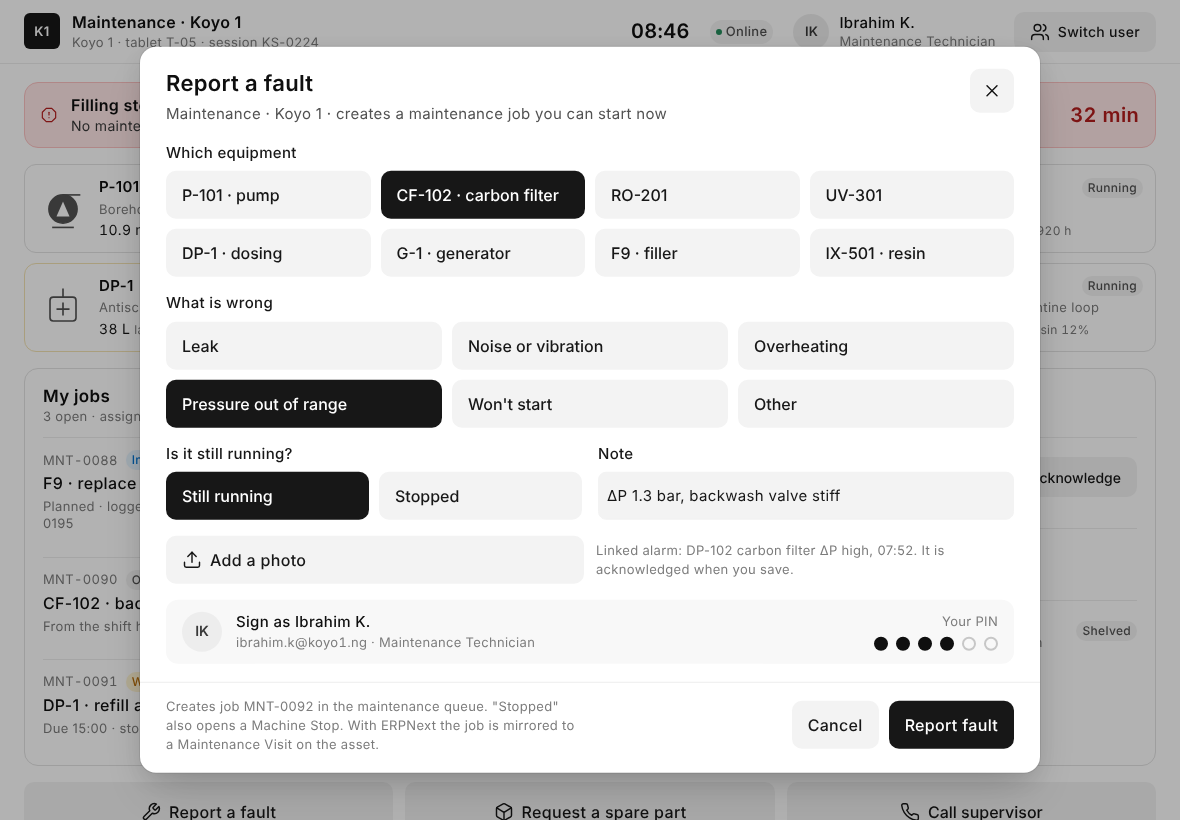 K1
Maintenance · Koyo 1
Koyo 1 · tablet T-05 · session KS-0224
08:46
Online
IK
Ibrahim K.
Maintenance Technician
Switch user
Filling
No
32 min
Report a fault
Maintenance · Koyo 1 · creates a maintenance job you can start now
Which equipment
P-101 · pump
CF-102 · carbon filter
RO-201
UV-301
DP-1 · dosing
G-1 · generator
F9 · filler
IX-501 · resin
What is wrong
Leak
Noise or vibration
Overheating
Pressure out of range
Won't start
Other
Is it still running?
Still running
Stopped
Note
ΔP 1.3 bar, backwash valve stiff
Add a photo
Linked alarm: DP-102 carbon filter ΔP high, 07:52. It is
acknowledged when you save.
IK
Sign as Ibrahim K.
ibrahim.k@koyo1.ng · Maintenance Technician
Your PIN
Creates job MNT-0092 in the maintenance queue. "Stopped"
also opens a Machine Stop. With ERPNext the job is mirrored to
a Maintenance Visit on the asset.
Cancel
Report fault
P-101
10.9
Running
920 h
DP-1
38 L
Running
loop
12%
My jobs
3 open ·
MNT-0088
F9 · replace
Planned ·
0195
MNT-0090
CF-102 ·
From the shift
Shelved
MNT-0091
DP-1 · refill
Due 15:00 ·
Report a fault
Request a spare part
Call supervisor